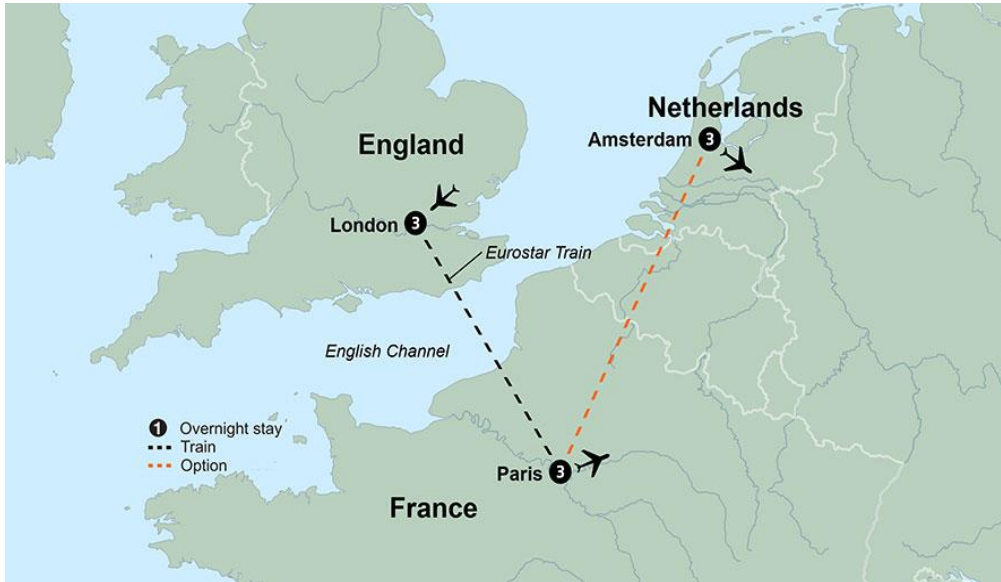 Netherlands
Amsterdam 3
England
London 3
Eurostar Train
English Channel
1 Overnight stay
Train
Option
Paris 3
France